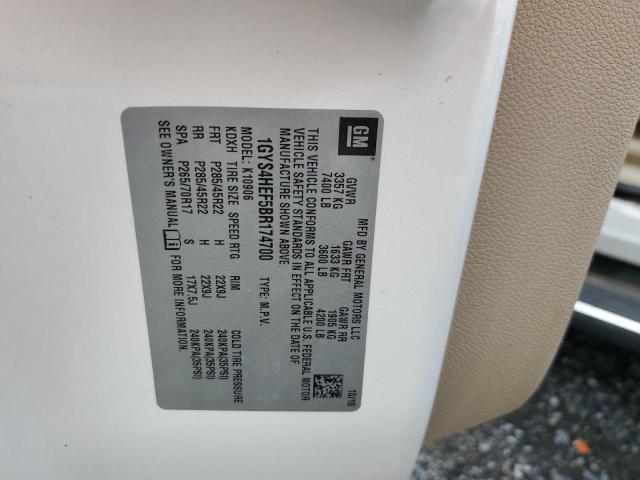 GM
MFD BY GENERAL MOTORS LLC
GVWR GAWR FRT GAWR RR
3357 KG 1633 KG 1905 KG
7400 LB 3600 LB 4200 LB
THIS VEHICLE CONFORMS TO ALL APPLICABLE U.S. FEDERAL MOTOR
VEHICLE SAFETY STANDARDS IN EFFECT ON THE DATE OF
MANUFACTURE SHOWN ABOVE.
1GYS4HEF5BR174700 TYPE: M.P.V.
MODEL: K10906
KDXH TIRE SIZE SPEED RTG RIM COLD TIRE PRESSURE
FRT P285/45R22 H 22X9J 240KPA(35PSI)
RR P285/45R22 H 22X9J 240KPA(35PSI)
SPA P265/70R17 S 17X7.5J 240KPA(35PSI)
SEE OWNER'S MANUAL FOR MORE INFORMATION.
10/10